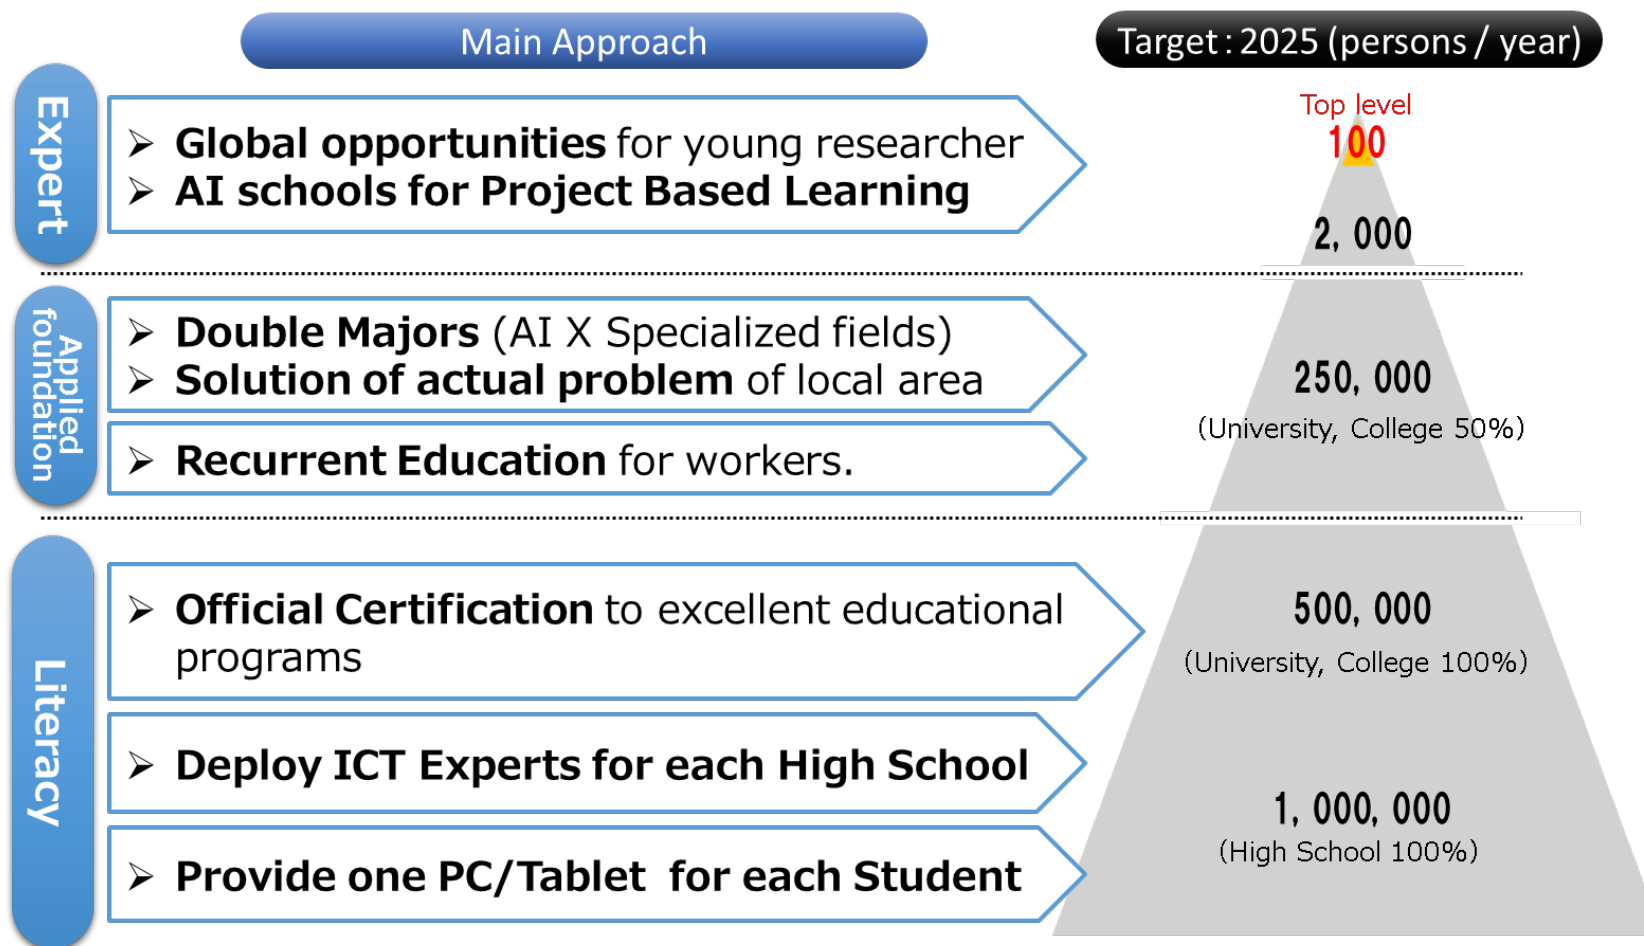 Main Approach
Target : 2025 (persons / year)
Expert
➢ Global opportunities for young researcher
➢ AI schools for Project Based Learning
Top level
100
2, 000
Applied
foundation
➢ Double Majors (AI X Specialized fields)
➢ Solution of actual problem of local area
➢ Recurrent Education for workers.
250, 000
(University, College 50%)
Literacy
➢ Official Certification to excellent educational
programs
➢ Deploy ICT Experts for each High School
➢ Provide one PC/Tablet for each Student
500, 000
(University, College 100%)
1, 000, 000
(High School 100%)